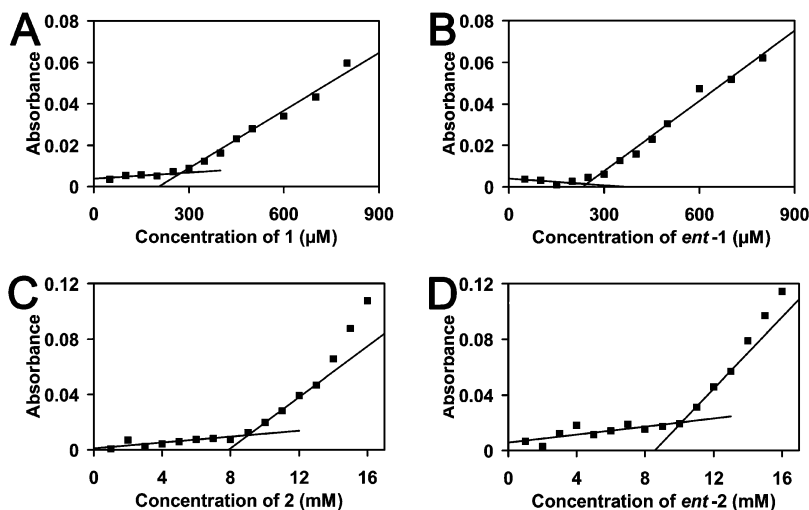 A
0.08
0.06
0.04
0.02
0
Absorbance
0 300 600 900
Concentration of 1 (µM)
B
0.08
0.06
0.04
0.02
0
Absorbance
0 300 600 900
Concentration of ent-1 (µM)
C
0.12
0.08
0.04
0
Absorbance
0 4 8 12 16
Concentration of 2 (mM)
D
0.12
0.08
0.04
0
Absorbance
0 4 8 12 16
Concentration of ent-2 (mM)